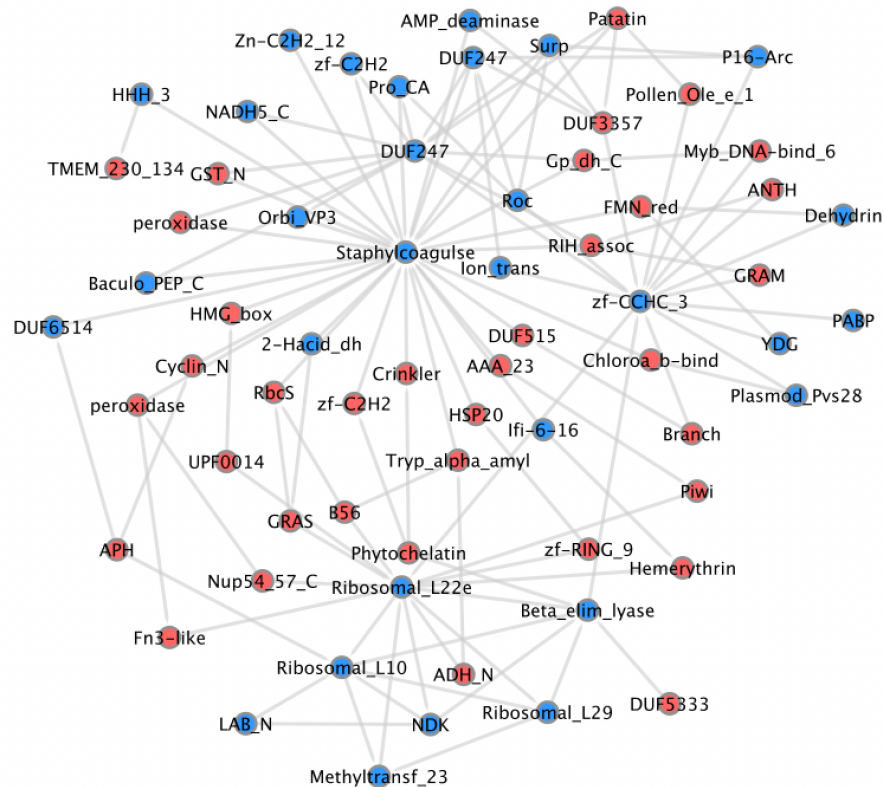 AMP_deaminase
Patatin
Zn-C2H2_12
Surp
zf-C2H2
DUF247
P16-Arc
Pro_CA
HHH_3
Pollen_Ole_e_1
NADH5_C
DUF3357
DUF247
Myb_DNA-bind_6
Gp_dh_C
TMEM_230_134
GST_N
ANTH
Roc
FMN_red
Dehydrin
peroxidase
Orbi_VP3
RIH_assoc
Staphylcoagulse
Ion_trans
GRAM
Baculo_PEP_C
zf-CCHC_3
HMG_box
PABP
DUF6514
DUF515
2-Hacid_dh
YDG
Chloroa_b-bind
Cyclin_N
AAA_23
Crinkler
RbcS
Plasmod_Pvs28
peroxidase
zf-C2H2
HSP20
Ifi-6-16
Branch
UPF0014
Tryp_alpha_amyl
Piwi
B56
GRAS
APH
Phytochelatin
zf-RING_9
Hemerythrin
Nup54_57_C
Ribosomal_L22e
Beta_elim_lyase
Fn3-like
Ribosomal_L10
ADH_N
DUF5333
Ribosomal_L29
LAB_N
NDK
Methyltransf_23